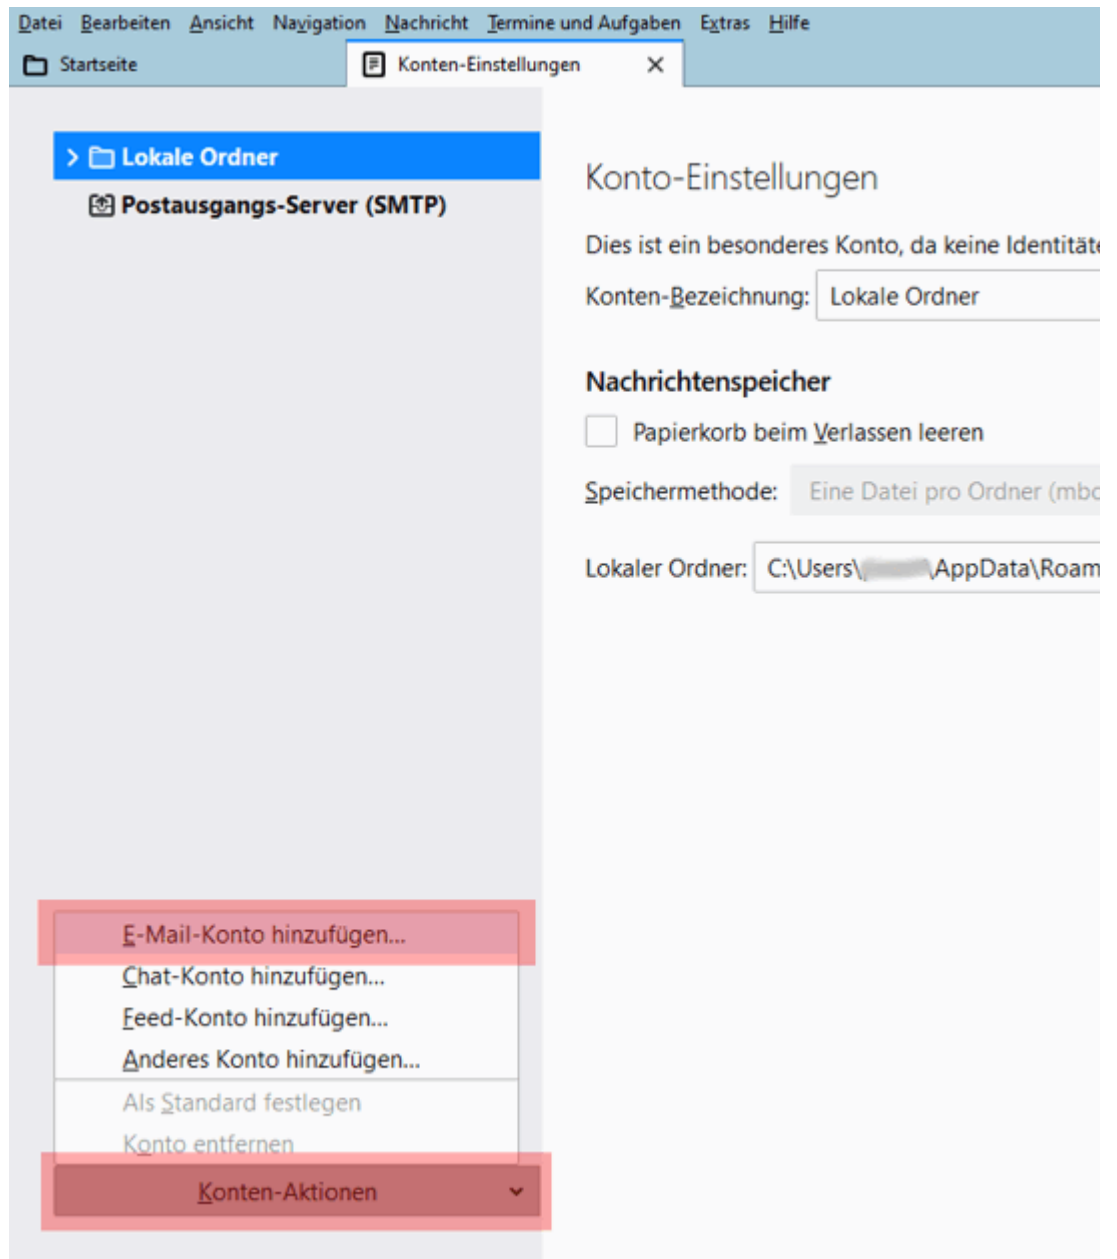 Datei Bearbeiten Ansicht Navigation Nachricht Termine und Aufgaben Extras Hilfe
Startseite
Konten-Einstellungen
Lokale Ordner
Postausgangs-Server (SMTP)
Konto-Einstellungen
Dies ist ein besonderes Konto, da keine Identitäte
Konten-Bezeichnung: Lokale Ordner
Nachrichtenspeicher
Papierkorb beim Verlassen leeren
Speichermethode: Eine Datei pro Ordner (mbo
Lokaler Ordner: C:\Users\ \AppData\Roam
E-Mail-Konto hinzufügen...
Chat-Konto hinzufügen...
Feed-Konto hinzufügen...
Anderes Konto hinzufügen...
Als Standard festlegen
Konto entfernen
Konten-Aktionen